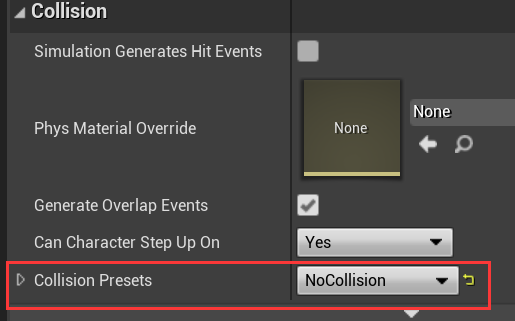 Collision
Simulation Generates Hit Events
None
Phys Material Override
None
Generate Overlap Events
Can Character Step Up On
Yes
Collision Presets
NoCollision